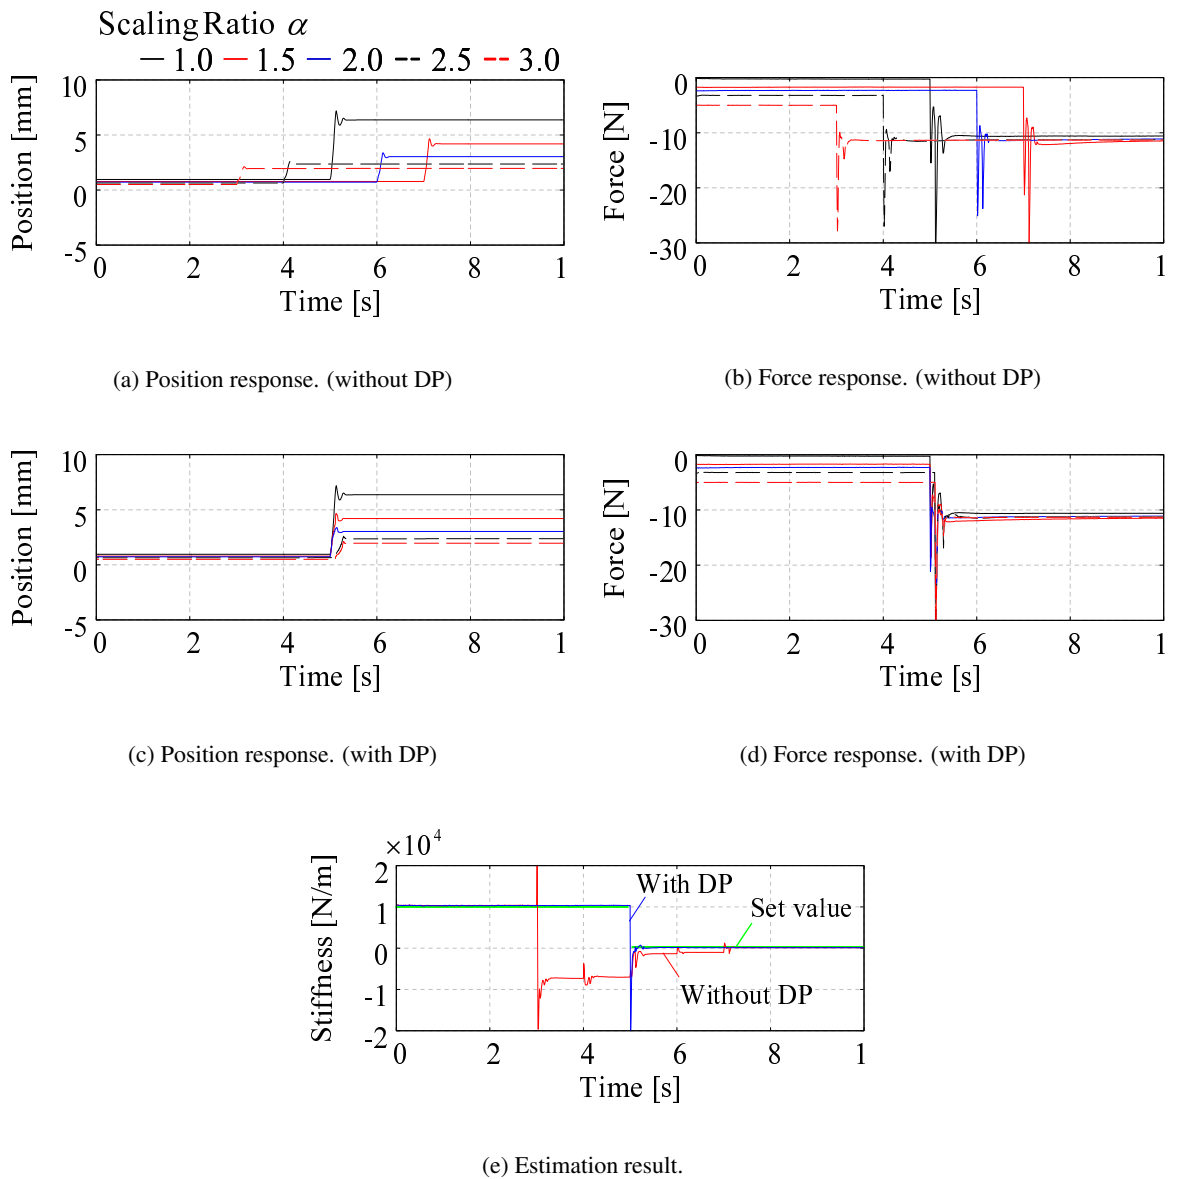 Scaling Ratio α
1.0 1.5 2.0 2.5 3.0
Position [mm]
10
5
0
-5
0 2 4 6 8 1
Time [s]
(a) Position response. (without DP)
Force [N]
0
-10
-20
-30
0 2 4 6 8 1
Time [s]
(b) Force response. (without DP)
Position [mm]
10
5
0
-5
0 2 4 6 8 1
Time [s]
(c) Position response. (with DP)
Force [N]
0
-10
-20
-30
0 2 4 6 8 1
Time [s]
(d) Force response. (with DP)
×10⁴
Stiffness [N/m]
2
1
0
-1
-2
With DP
Set value
Without DP
0 2 4 6 8 1
Time [s]
(e) Estimation result.